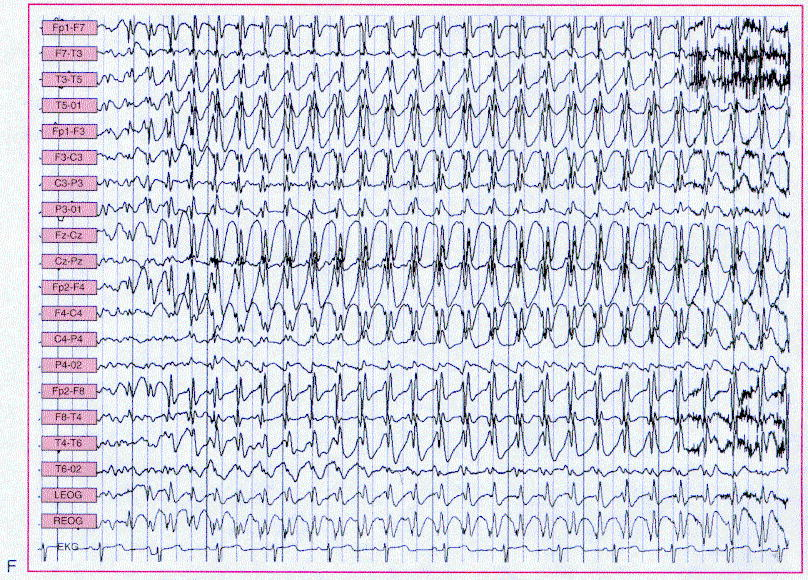 Fp1-F7
F7-T3
T3-T5
T5-01
Fp1-F3
F3-C3
C3-P3
P3-01
Fz-Cz
Cz-Pz
Fp2-F4
F4-C4
C4-P4
P4-02
Fp2-F8
F8-T4
T4-T6
T6-02
LEOG
REOG
EKG
F